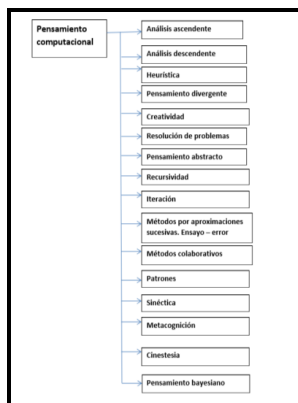 Pensamiento
computacional
Análisis ascendente
Análisis descendente
Heurística
Pensamiento divergente
Creatividad
Resolución de problemas
Pensamiento abstracto
Recursividad
Iteración
Métodos por aproximaciones
sucesivas. Ensayo – error
Métodos colaborativos
Patrones
Sinéctica
Metacognición
Cinestesia
Pensamiento bayesiano